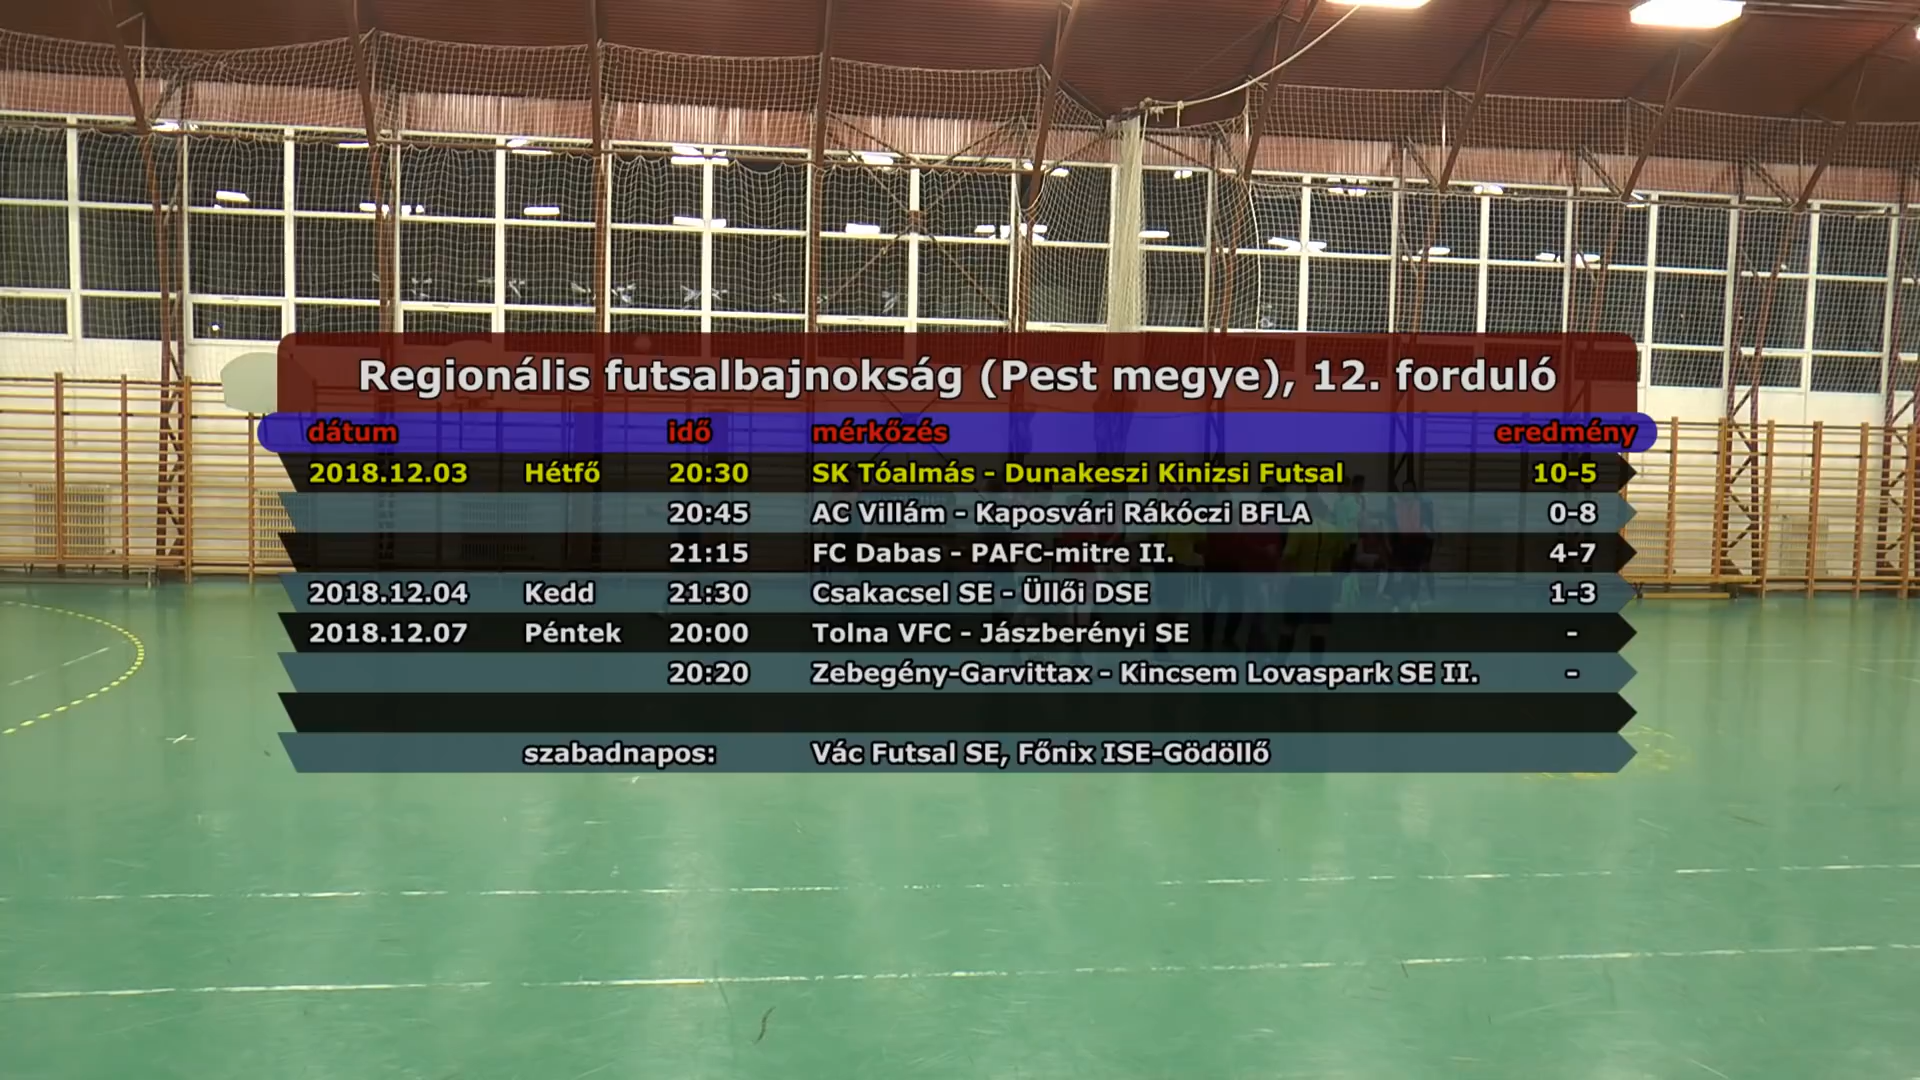 Regionális futsalbajnokság (Pest megye), 12. forduló
dátum idő mérkőzés eredmény
2018.12.03 Hétfő 20:30 SK Tóalmás - Dunakeszi Kinizsi Futsal 10-5
20:45 AC Villám - Kaposvári Rákóczi BFLA 0-8
21:15 FC Dabas - PAFC-mitre II. 4-7
2018.12.04 Kedd 21:30 Csakacsel SE - Üllői DSE 1-3
2018.12.07 Péntek 20:00 Tolna VFC - Jászberényi SE -
20:20 Zebegény-Garvittax - Kincsem Lovaspark SE II. -
szabadnapos: Vác Futsal SE, Főnix ISE-Gödöllő